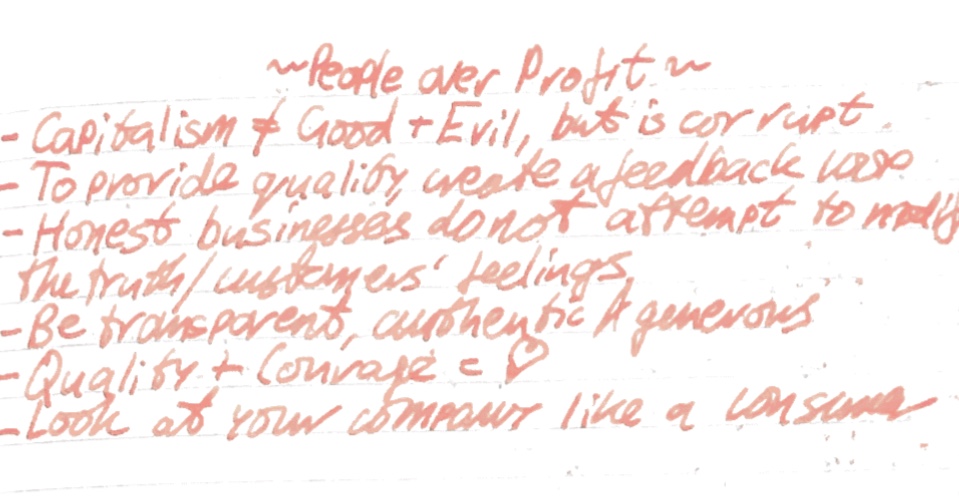 ~People over Profit~
- Capitalism ≠ Good + Evil, but is corrupt.
- To provide quality, create a feedback loop.
- Honest businesses do not attempt to modify
the truth/customers' feelings.
- Be transparent, authentic & generous
- Quality + Courage = ♡
- Look at your company like a consumer